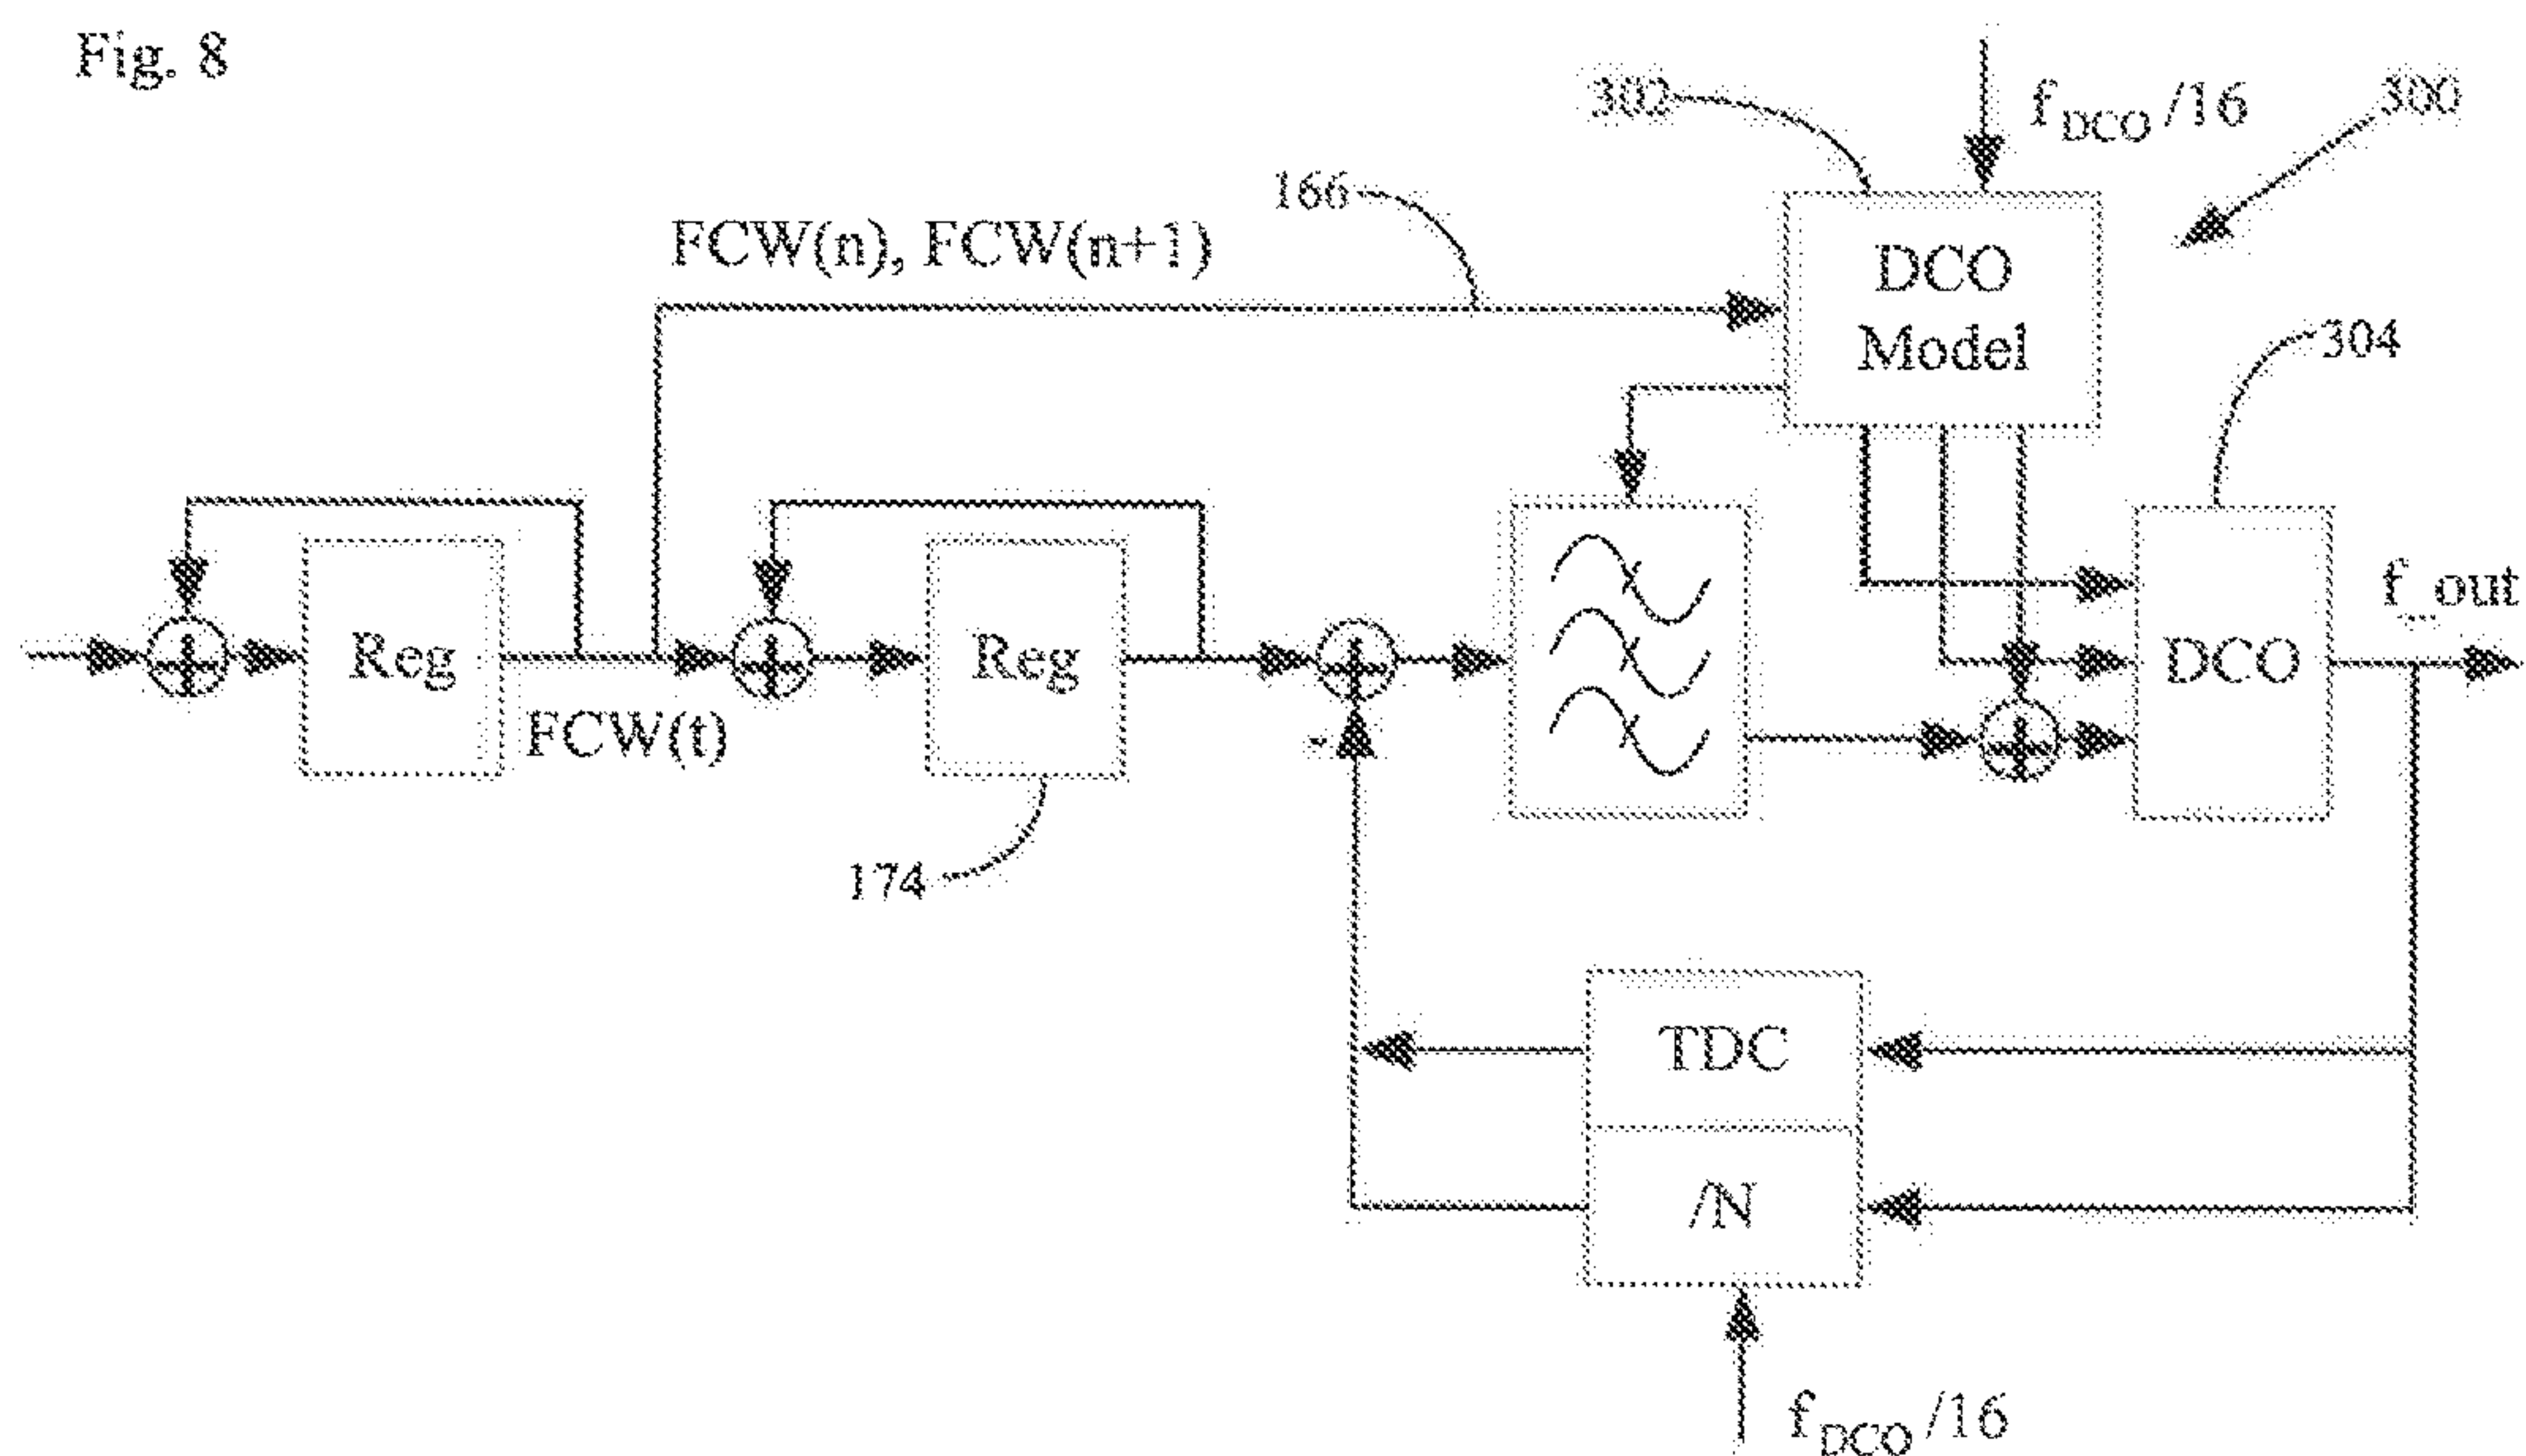 Fig. 8
302
f_DCO /16
300
166
FCW(n), FCW(n+1)
DCO
Model
304
Reg
FCW(t)
Reg
174
-
DCO
f_out
TDC
/N
f_DCO /16